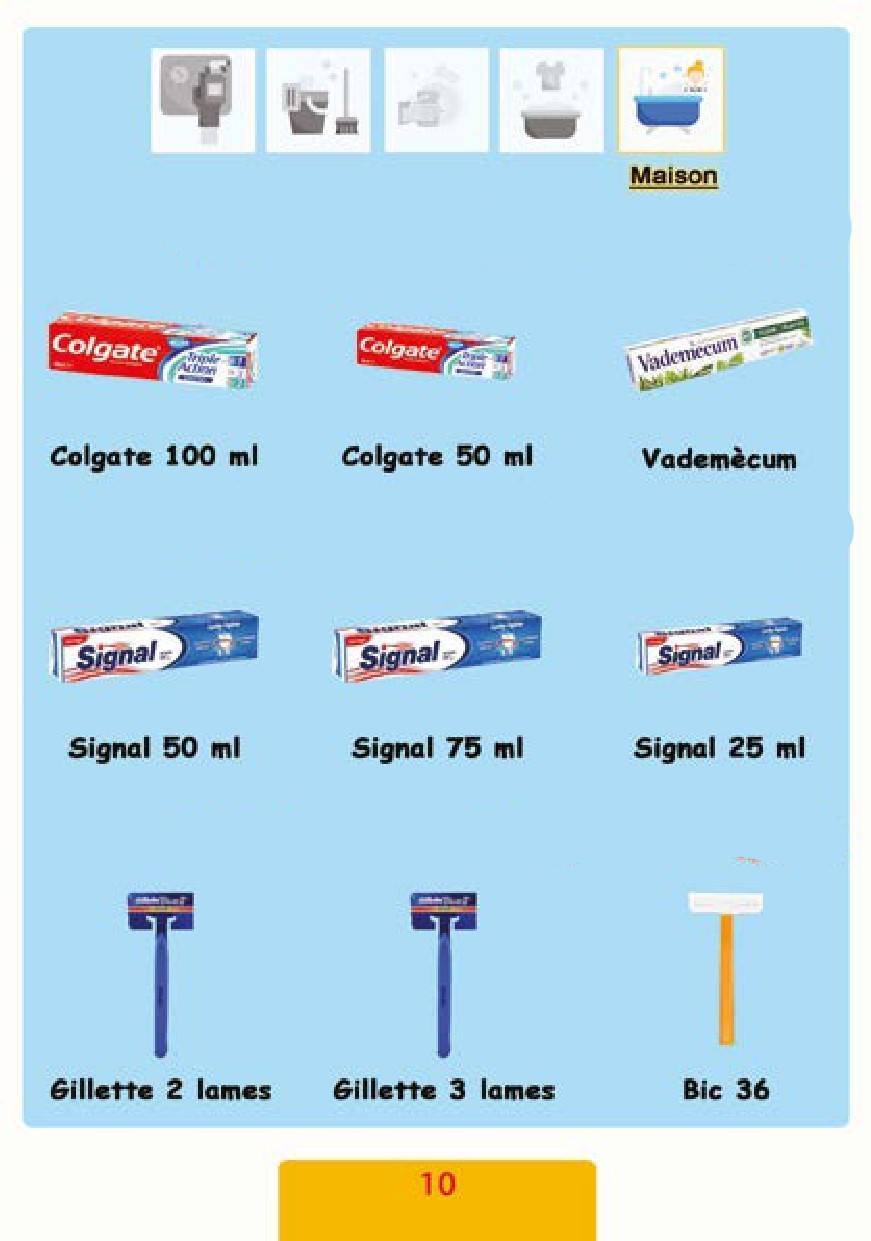 Maison
Colgate Triple Action
Colgate Triple Action
Vademecum
Colgate 100 ml
Colgate 50 ml
Vademècum
Signal
Signal
Signal
Signal 50 ml
Signal 75 ml
Signal 25 ml
Gillette 2 lames
Gillette 3 lames
Bic 36
10